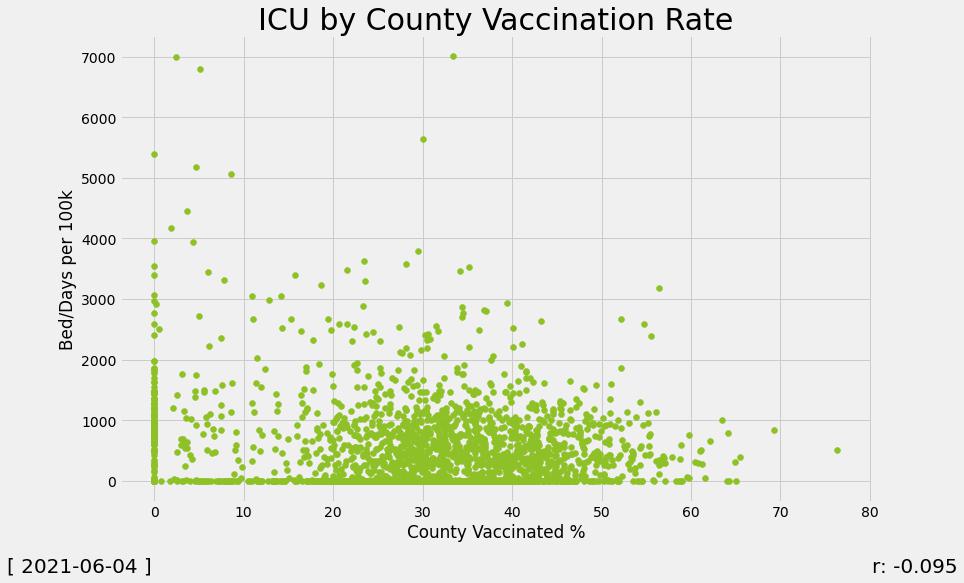 ICU by County Vaccination Rate
7000
6000
5000
4000
3000
2000
1000
0
Bed/Days per 100k
0 10 20 30 40 50 60 70 80
County Vaccinated %
[ 2021-06-04 ]
r: -0.095